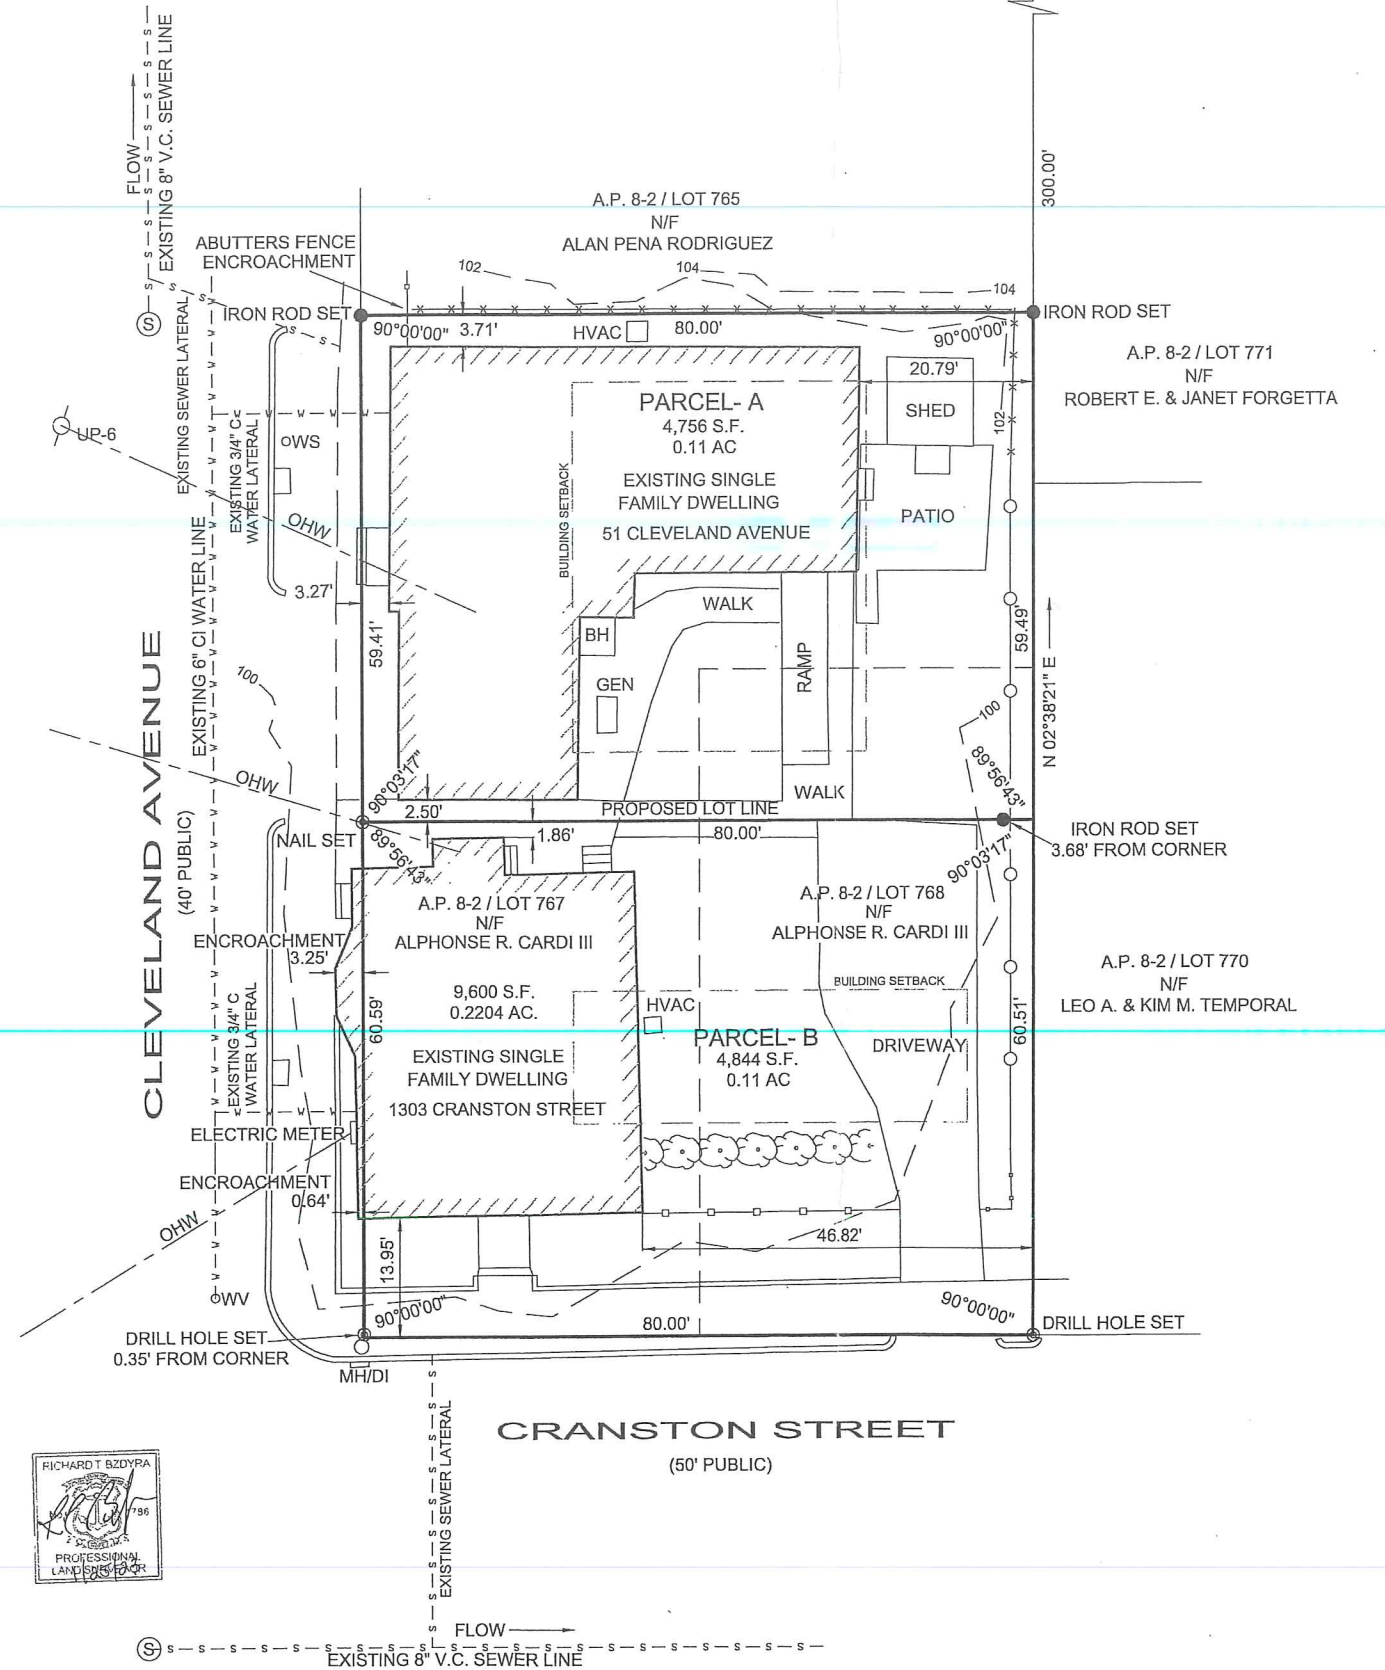 FLOW
EXISTING 8" V.C. SEWER LINE
300.00'
A.P. 8-2 / LOT 765
N/F
ALAN PENA RODRIGUEZ
ABUTTERS FENCE
ENCROACHMENT
102
104
104
IRON ROD SET
90°00'00"
3.71'
HVAC
80.00'
90°00'00"
IRON ROD SET
S
EXISTING SEWER LATERAL
A.P. 8-2 / LOT 771
N/F
ROBERT E. & JANET FORGETTA
20.79'
SHED
102
PARCEL- A
4,756 S.F.
0.11 AC
EXISTING SINGLE
FAMILY DWELLING
51 CLEVELAND AVENUE
BUILDING SETBACK
UP-6
WS
EXISTING 3/4" C
WATER LATERAL
OHW
PATIO
3.27'
59.41'
EXISTING 6" CI WATER LINE
WALK
BH
GEN
RAMP
59.49'
N 02°38'21" E
100
100
CLEVELAND AVENUE
(40' PUBLIC)
OHW
90°03'17"
89°56'43"
WALK
2.50'
PROPOSED LOT LINE
NAIL SET
89°56'43"
1.86'
80.00'
90°03'17"
IRON ROD SET
3.68' FROM CORNER
A.P. 8-2 / LOT 767
N/F
ALPHONSE R. CARDI III
A.P. 8-2 / LOT 768
N/F
ALPHONSE R. CARDI III
ENCROACHMENT
3.25'
A.P. 8-2 / LOT 770
N/F
LEO A. & KIM M. TEMPORAL
9,600 S.F.
0.2204 AC.
BUILDING SETBACK
HVAC
60.59'
60.51'
EXISTING 3/4" C
WATER LATERAL
PARCEL- B
4,844 S.F.
0.11 AC
DRIVEWAY
EXISTING SINGLE
FAMILY DWELLING
1303 CRANSTON STREET
ELECTRIC METER
ENCROACHMENT
0.64'
OHW
13.95'
46.82'
WV
90°00'00"
90°00'00"
80.00'
DRILL HOLE SET
0.35' FROM CORNER
DRILL HOLE SET
MH/DI
CRANSTON STREET
(50' PUBLIC)
EXISTING SEWER LATERAL
RICHARD T BZDYRA
PROFESSIONAL
LAND SURVEYOR
FLOW
S
EXISTING 8" V.C. SEWER LINE